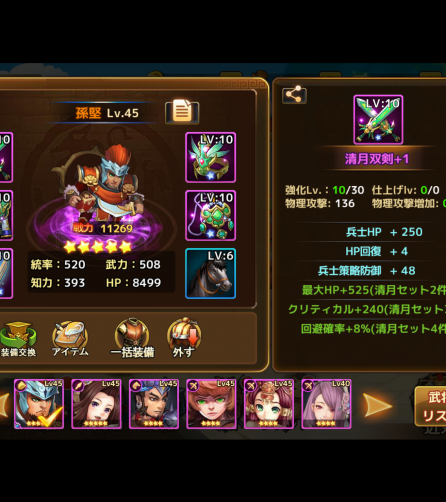 孫堅 Lv.45
LV:10
LV:10
LV:6
戦力 11269
統率：520 武力：508
知力：393 HP：8499
装備交換
アイテム
一括装備
外す
LV:10
清月双剣+1
強化Lv.：10/30 仕上げlv：0/0
物理攻撃：136 物理攻撃増加：
兵士HP + 250
HP回復 + 4
兵士策略防御 + 48
最大HP+525(清月セット2件
クリティカル+240(清月セット
回避確率+8%(清月セット4件
Lv45
Lv45
Lv45
Lv45
Lv45
Lv40
武将
リス